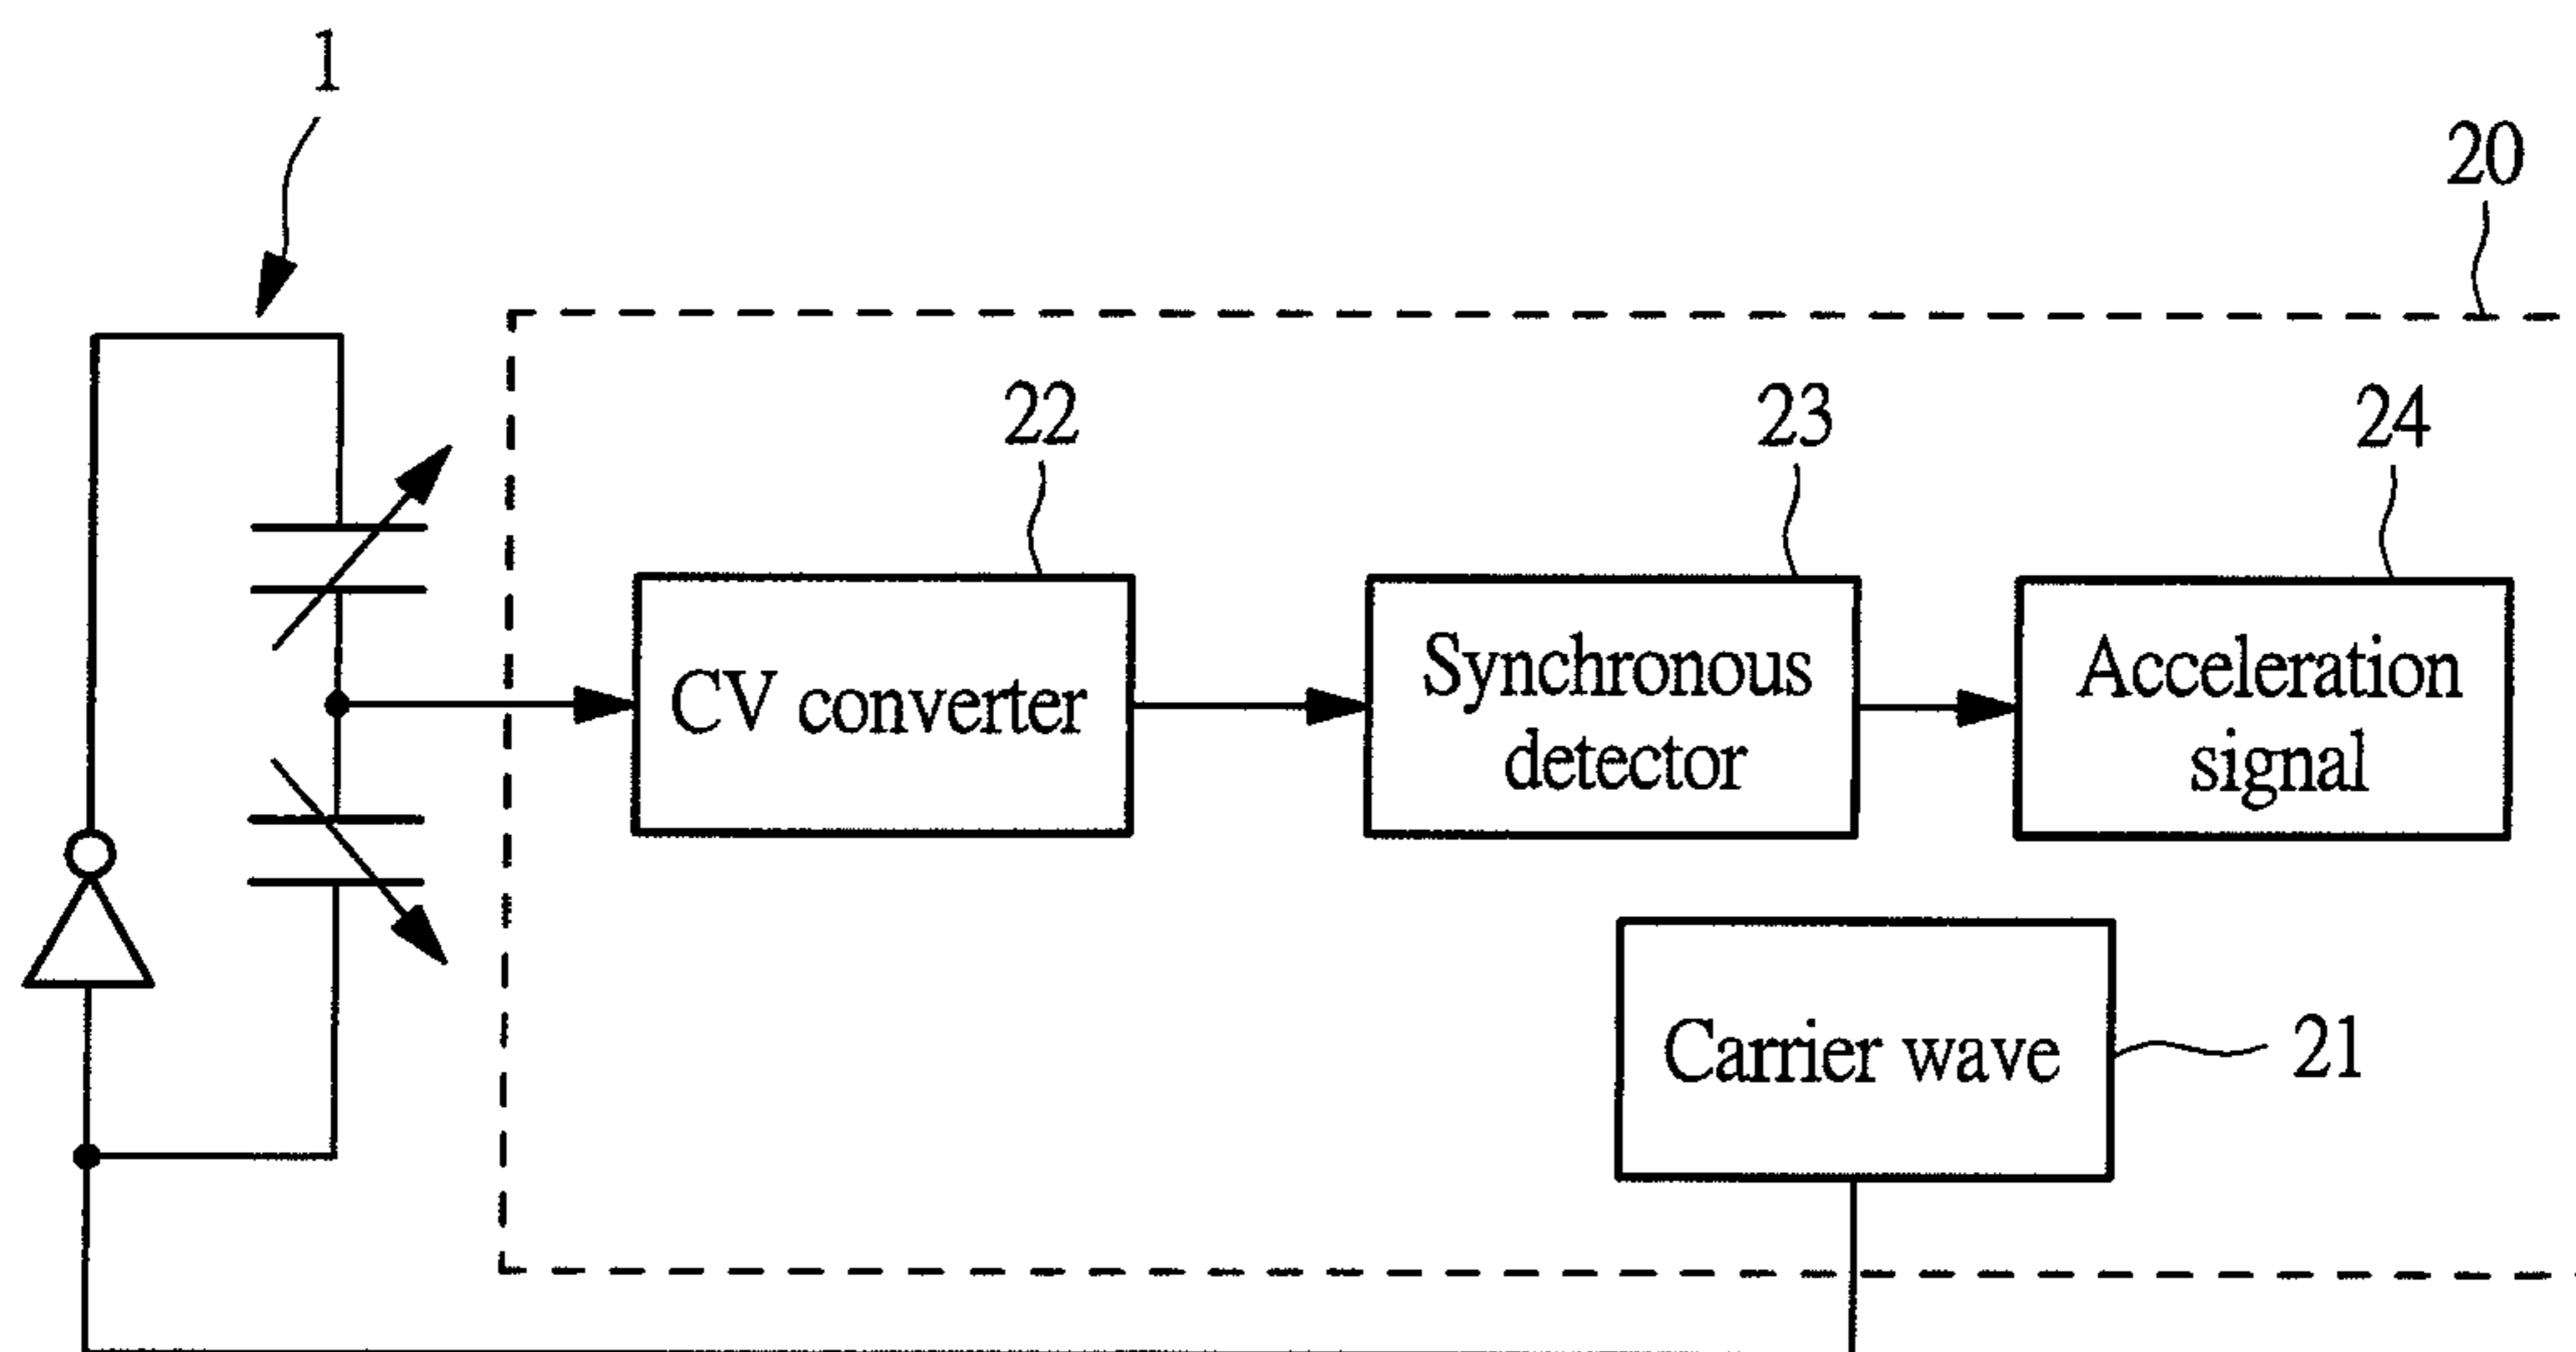 1
20
22
23
24
CV converter
Synchronous
detector
Acceleration
signal
Carrier wave
21